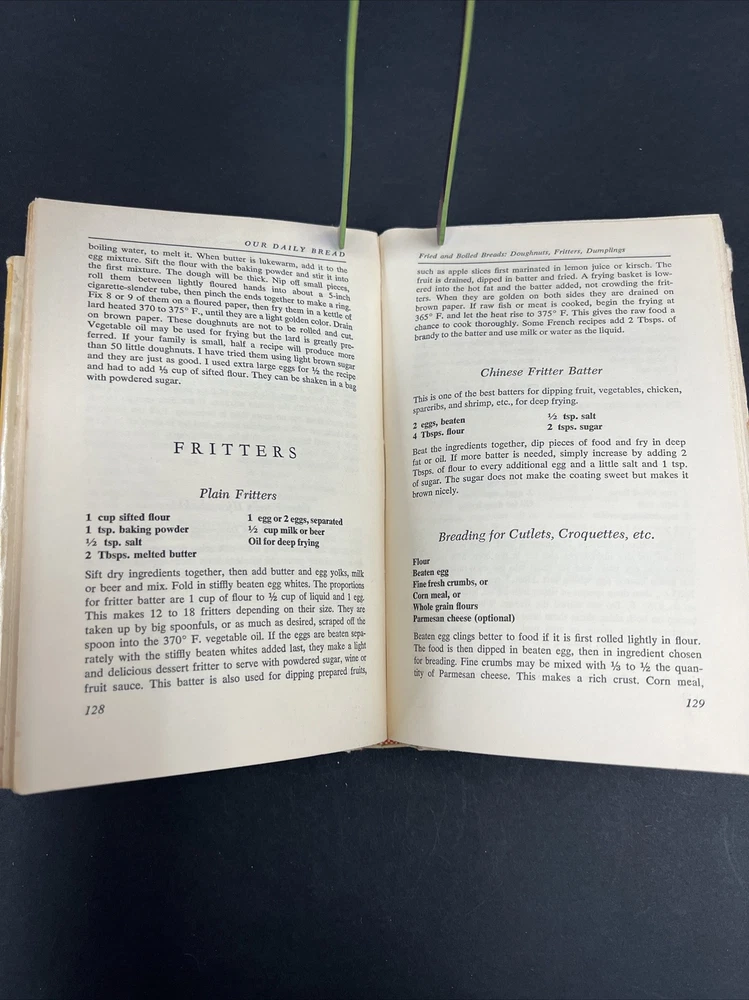 OUR DAILY BREAD
boiling water, to melt it. When butter is lukewarm, add it to the
egg mixture. Sift the flour with the baking powder and stir it into
the first mixture. The dough will be thick. Nip off small pieces,
roll them between lightly floured hands into about a 5-inch
cigarette-slender tube, then pinch the ends together to make a ring.
Fix 8 or 9 of them on a floured paper, then fry them in a kettle of
lard heated 370 to 375° F., until they are a light golden color. Drain
on brown paper. These doughnuts are not to be rolled and cut.
Vegetable oil may be used for frying but the lard is greatly pre-
ferred. If your family is small, half a recipe will produce more
than 50 little doughnuts. I have tried them using light brown sugar
and they are just as good. I used extra large eggs for ½ the recipe
and had to add ⅓ cup of sifted flour. They can be shaken in a bag
with powdered sugar.
FRITTERS
Plain Fritters
1 cup sifted flour
1 tsp. baking powder
½ tsp. salt
2 Tbsps. melted butter
1 egg or 2 eggs, separated
½ cup milk or beer
Oil for deep frying
Sift dry ingredients together, then add butter and egg yolks, milk
or beer and mix. Fold in stiffly beaten egg whites. The proportions
for fritter batter are 1 cup of flour to ½ cup of liquid and 1 egg.
This makes 12 to 18 fritters depending on their size. They are
taken up by big spoonfuls, or as much as desired, scraped off the
spoon into the 370° F. vegetable oil. If the eggs are beaten sepa-
rately with the stiffly beaten whites added last, they make a light
and delicious dessert fritter to serve with powdered sugar, wine or
fruit sauce. This batter is also used for dipping prepared fruits,
128
Fried and Boiled Breads: Doughnuts, Fritters, Dumplings
such as apple slices first marinated in lemon juice or kirsch. The
fruit is drained, dipped in batter and fried. A frying basket is low-
ered into the hot fat and the batter added, not crowding the frit-
ters. When they are golden on both sides they are drained on
brown paper. If raw fish or meat is cooked, begin the frying at
365° F. and let the heat rise to 375° F. This gives the raw food a
chance to cook thoroughly. Some French recipes add 2 Tbsps. of
brandy to the batter and use milk or water as the liquid.
Chinese Fritter Batter
This is one of the best batters for dipping fruit, vegetables, chicken,
spareribs, and shrimp, etc., for deep frying.
2 eggs, beaten
4 Tbsps. flour
½ tsp. salt
2 tsps. sugar
Beat the ingredients together, dip pieces of food and fry in deep
fat or oil. If more batter is needed, simply increase by adding 2
Tbsps. of flour to every additional egg and a little salt and 1 tsp.
of sugar. The sugar does not make the coating sweet but makes it
brown nicely.
Breading for Cutlets, Croquettes, etc.
Flour
Beaten egg
Fine fresh crumbs, or
Corn meal, or
Whole grain flours
Parmesan cheese (optional)
Beaten egg clings better to food if it is first rolled lightly in flour.
The food is then dipped in beaten egg, then in ingredient chosen
for breading. Fine crumbs may be mixed with ⅓ to ½ the quan-
tity of Parmesan cheese. This makes a rich crust. Corn meal,
129